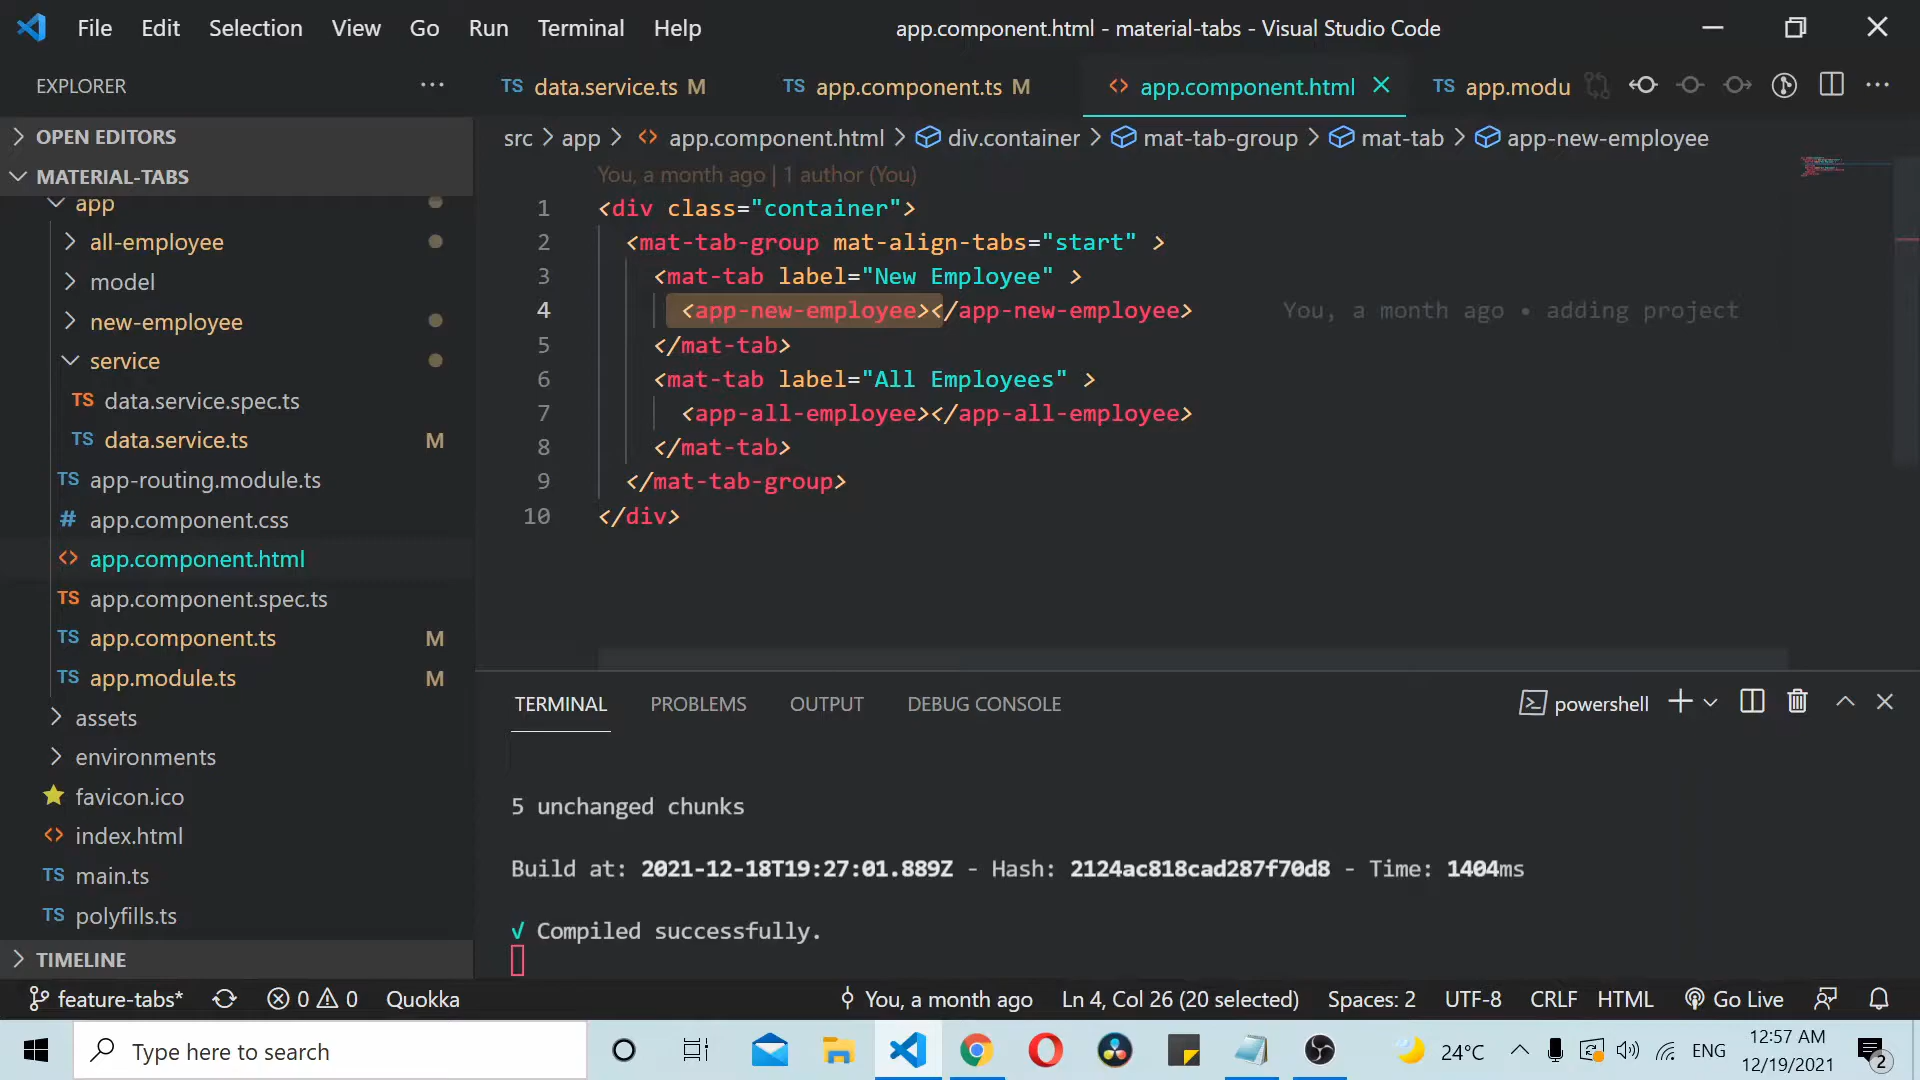 File Edit Selection View Go Run Terminal Help
app.component.html - material-tabs - Visual Studio Code
EXPLORER
TS data.service.ts M
TS app.component.ts M
<> app.component.html
TS app.modu
OPEN EDITORS
src > app > <> app.component.html > div.container > mat-tab-group > mat-tab > app-new-employee
MATERIAL-TABS
app
all-employee
model
new-employee
service
TS data.service.spec.ts
TS data.service.ts M
TS app-routing.module.ts
# app.component.css
<> app.component.html
TS app.component.spec.ts
TS app.component.ts M
TS app.module.ts M
assets
environments
favicon.ico
<> index.html
TS main.ts
TS polyfills.ts
TIMELINE
You, a month ago | 1 author (You)
1 <div class="container">
2 <mat-tab-group mat-align-tabs="start" >
3 <mat-tab label="New Employee" >
4 <app-new-employee></app-new-employee> You, a month ago • adding project
5 </mat-tab>
6 <mat-tab label="All Employees" >
7 <app-all-employee></app-all-employee>
8 </mat-tab>
9 </mat-tab-group>
10 </div>
TERMINAL PROBLEMS OUTPUT DEBUG CONSOLE
powershell
5 unchanged chunks
Build at: 2021-12-18T19:27:01.889Z - Hash: 2124ac818cad287f70d8 - Time: 1404ms
√ Compiled successfully.
feature-tabs* 0 0 Quokka
You, a month ago Ln 4, Col 26 (20 selected) Spaces: 2 UTF-8 CRLF HTML Go Live
Type here to search
24°C
ENG
12:57 AM
12/19/2021
2